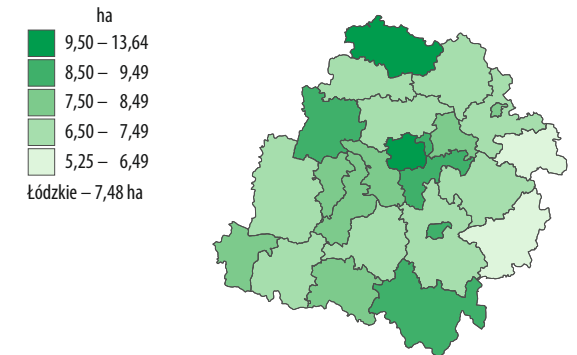 ha
9,50 – 13,64
8,50 – 9,49
7,50 – 8,49
6,50 – 7,49
5,25 – 6,49
Łódzkie – 7,48 ha